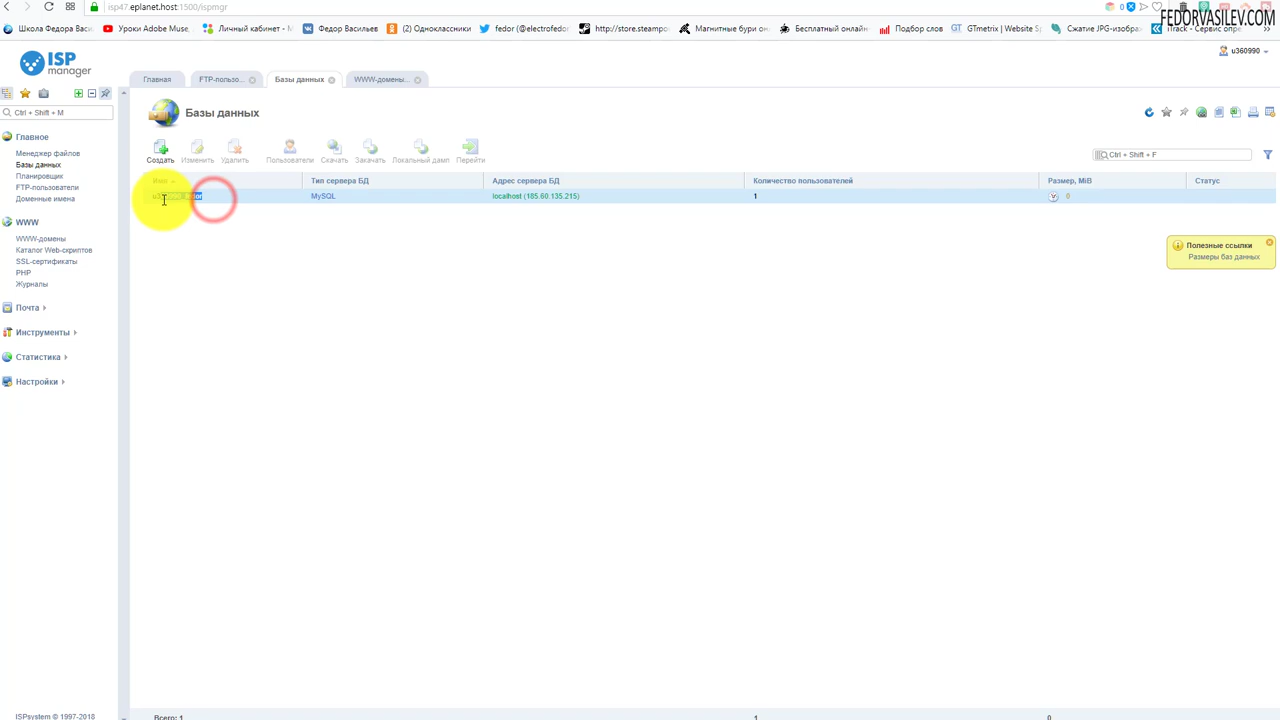 isp47.eplanet.host:1500/ispmgr
0
FEDORVASILEV.COM
Школа Федора Васи
Уроки Adobe Muse,
Личный кабинет - М
Федор Васильев
(2) Одноклассники
fedor (@electrofedor
http://store.steampo
Магнитные бури он
Бесплатный онлайн
Подбор слов
GTmetrix | Website S
Сжатие JPG-изобра
iTrack - Сервис опре
ISP
manager
u360990
Главная
FTP-пользо...
Базы данных
WWW-домены...
Ctrl + Shift + M
Базы данных
Главное
Менеджер файлов
Базы данных
Планировщик
FTP-пользователи
Доменные имена
WWW
WWW-домены
Каталог Web-скриптов
SSL-сертификаты
PHP
Журналы
Почта
Инструменты
Статистика
Настройки
Создать
Изменить
Удалить
Пользователи
Скачать
Закачать
Локальный дамп
Перейти
Ctrl + Shift + F
Имя
Тип сервера БД
Адрес сервера БД
Количество пользователей
Размер, MiB
Статус
MySQL
localhost (185.60.135.215)
1
0
Полезные ссылки
Размеры баз данных
ISPsystem © 1997-2018
Всего: 1
1
0